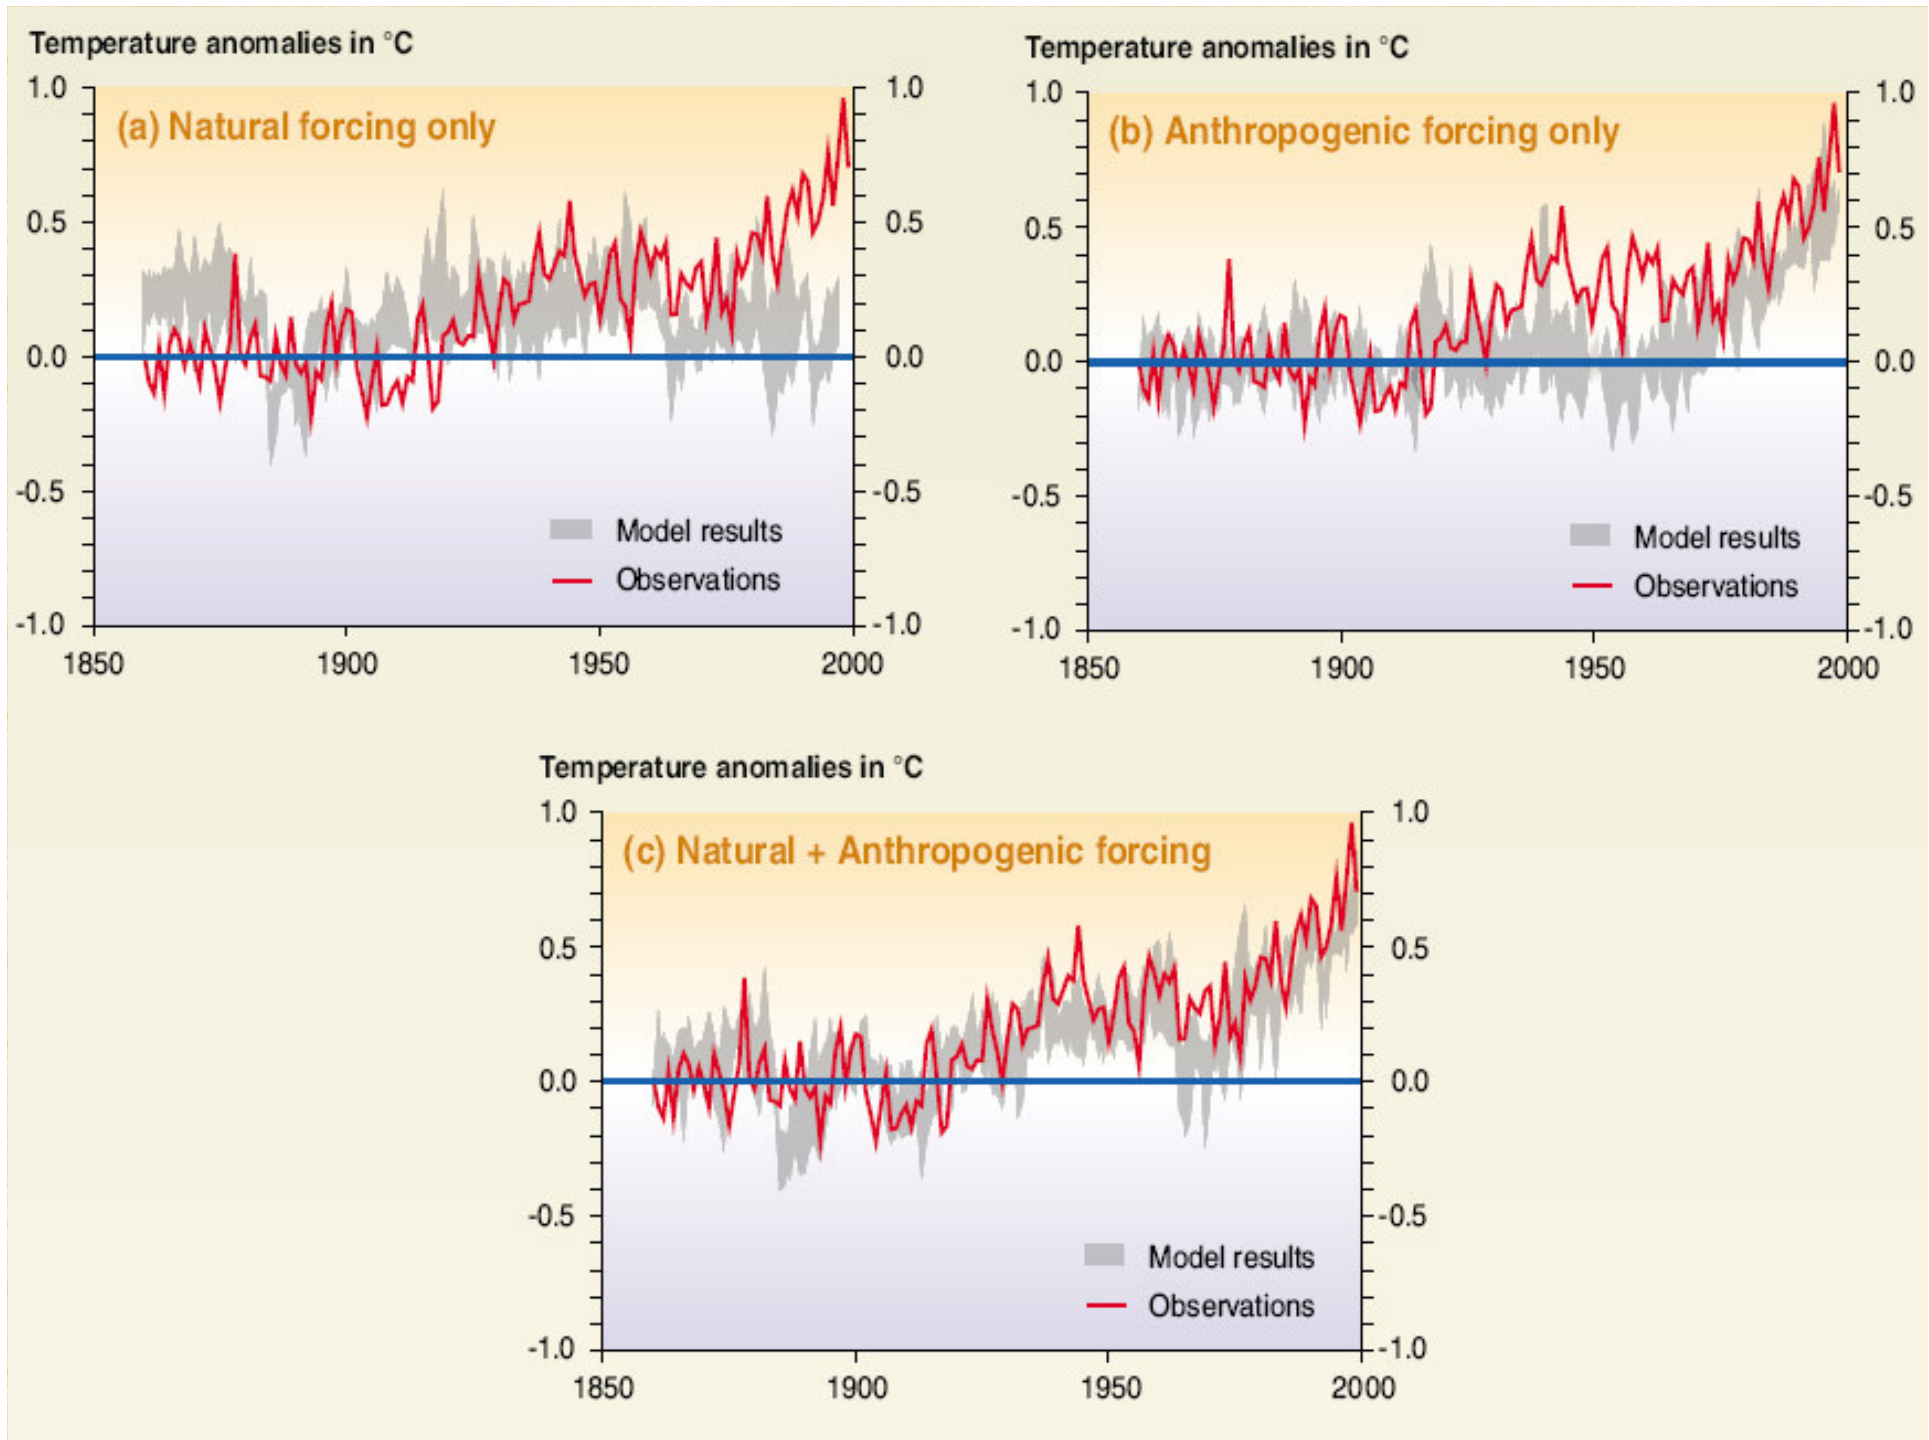 Temperature anomalies in °C
1.0 1.0
(a) Natural forcing only
0.5 0.5
0.0 0.0
-0.5 -0.5
Model results
Observations
-1.0 -1.0
1850 1900 1950 2000
Temperature anomalies in °C
1.0 1.0
(b) Anthropogenic forcing only
0.5 0.5
0.0 0.0
-0.5 -0.5
Model results
Observations
-1.0 -1.0
1850 1900 1950 2000
Temperature anomalies in °C
1.0 1.0
(c) Natural + Anthropogenic forcing
0.5 0.5
0.0 0.0
-0.5 -0.5
Model results
Observations
-1.0 -1.0
1850 1900 1950 2000